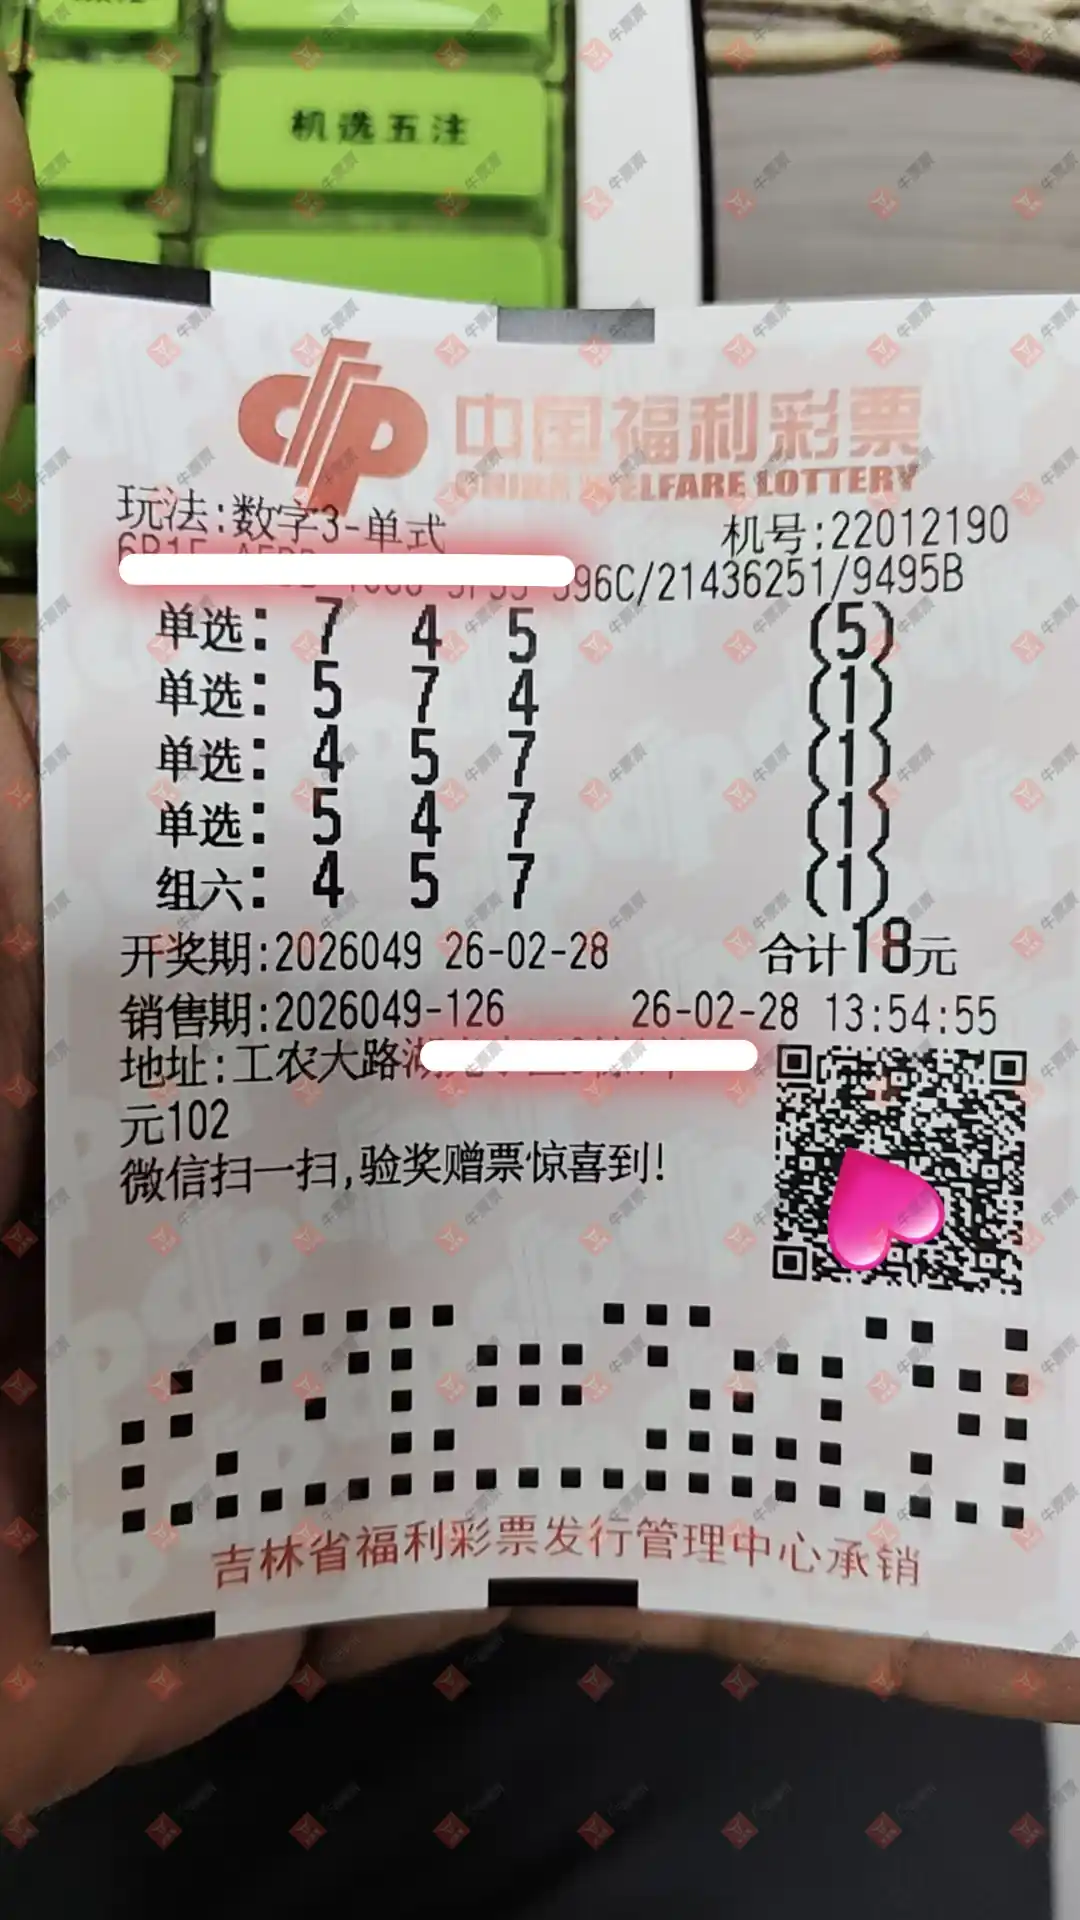 机选五注
中国福利彩票
CHINA WELFARE LOTTERY
玩法:数字3-单式
机号:22012190
96C/21436251/9495B
单选: 7 4 5 (5)
单选: 5 7 4 (1)
单选: 4 5 7 (1)
单选: 5 4 7 (1)
组六: 4 5 7 (1)
开奖期:2026049 26-02-28 合计18元
销售期:2026049-126 26-02-28 13:54:55
地址:工农大路湖
元102
微信扫一扫,验奖赠票惊喜到!
吉林省福利彩票发行管理中心承销
牛票票